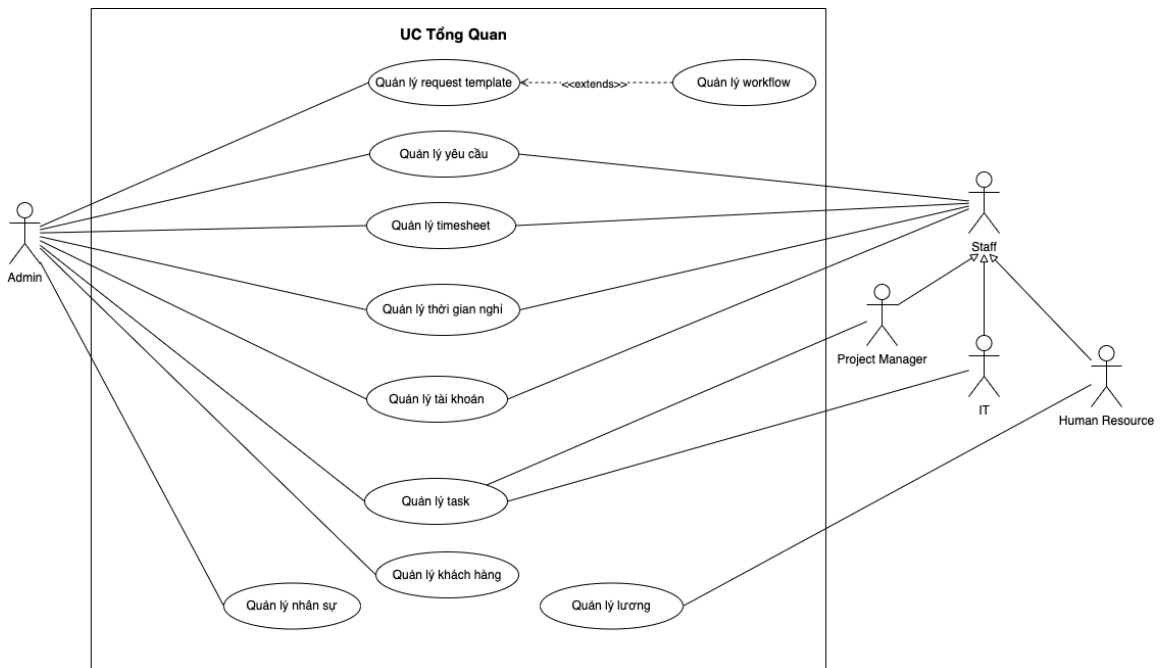 UC Tổng Quan
Quản lý request template
<<extends>>
Quản lý workflow
Quản lý yêu cầu
Quản lý timesheet
Staff
Admin
Quản lý thời gian nghỉ
Project Manager
Quản lý tài khoản
IT
Human Resource
Quản lý task
Quản lý khách hàng
Quản lý nhân sự
Quản lý lương